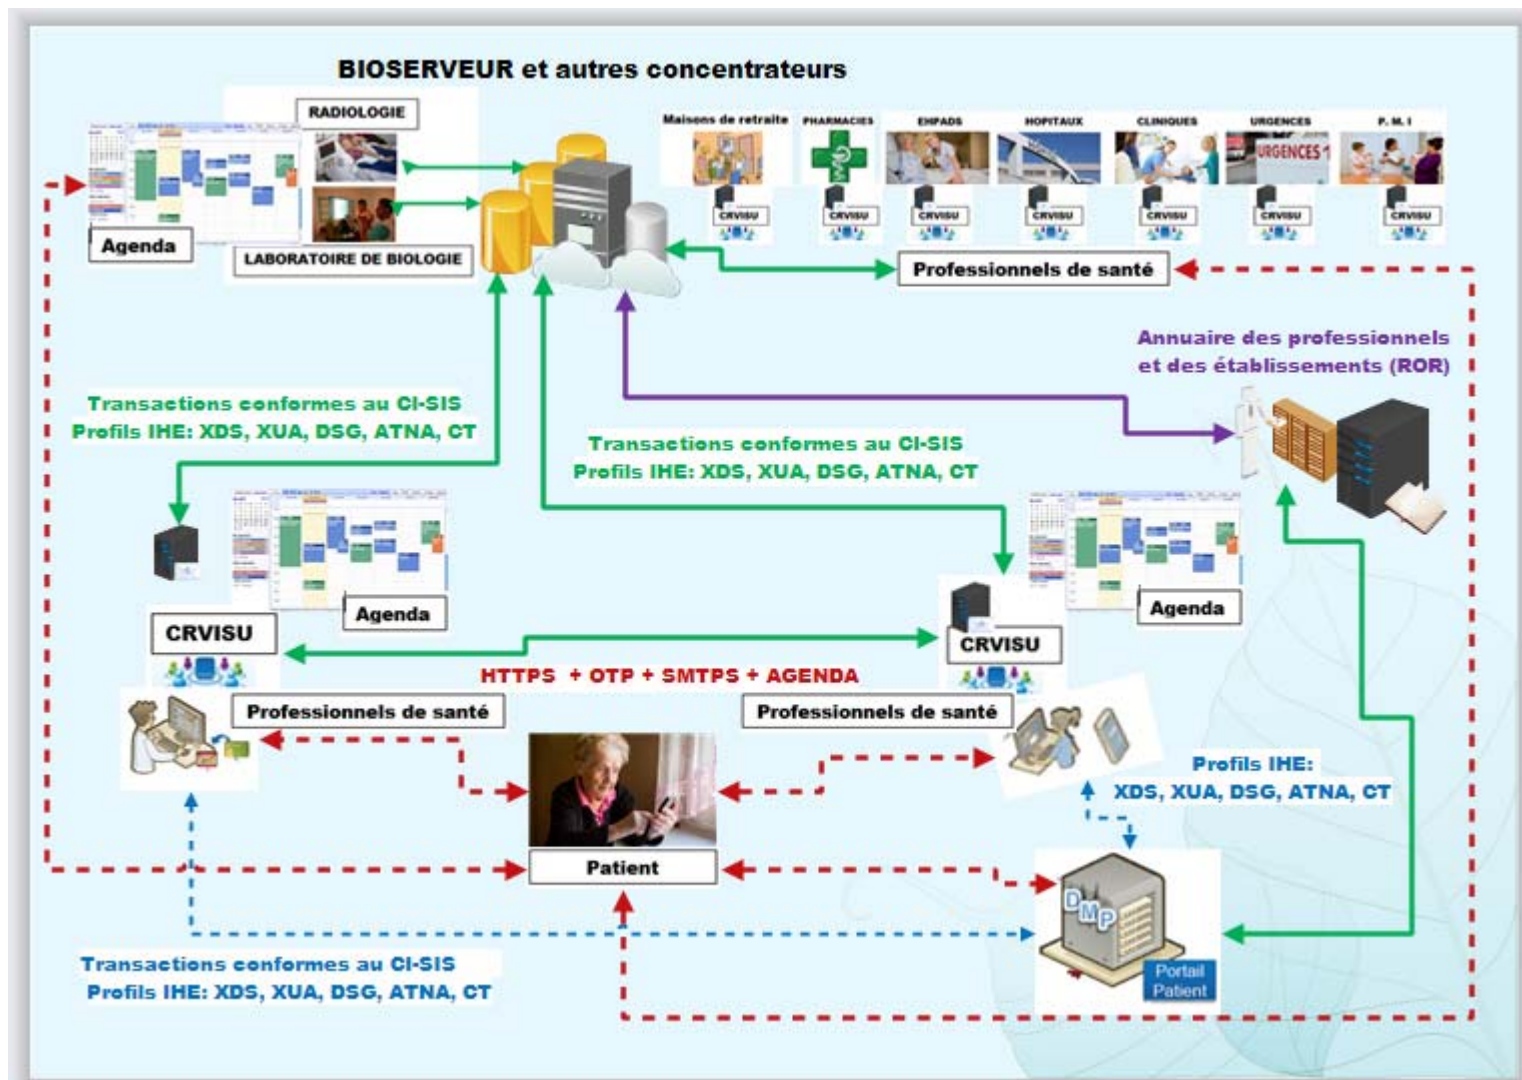 BIOSERVEUR et autres concentrateurs
RADIOLOGIE
LABORATOIRE DE BIOLOGIE
Agenda
Maisons de retraite
PHARMACIES
EHPADS
HOPITAUX
CLINIQUES
URGENCES
P. M. I
URGENCES
CRVISU
CRVISU
CRVISU
CRVISU
CRVISU
CRVISU
CRVISU
Professionnels de santé
Annuaire des professionnels
et des établissements (ROR)
Transactions conformes au CI-SIS
Profils IHE: XDS, XUA, DSG, ATNA, CT
Transactions conformes au CI-SIS
Profils IHE: XDS, XUA, DSG, ATNA, CT
Agenda
CRVISU
Agenda
CRVISU
HTTPS + OTP + SMTPS + AGENDA
Professionnels de santé
Professionnels de santé
Profils IHE:
XDS, XUA, DSG, ATNA, CT
Patient
DMP
Portail
Patient
Transactions conformes au CI-SIS
Profils IHE: XDS, XUA, DSG, ATNA, CT